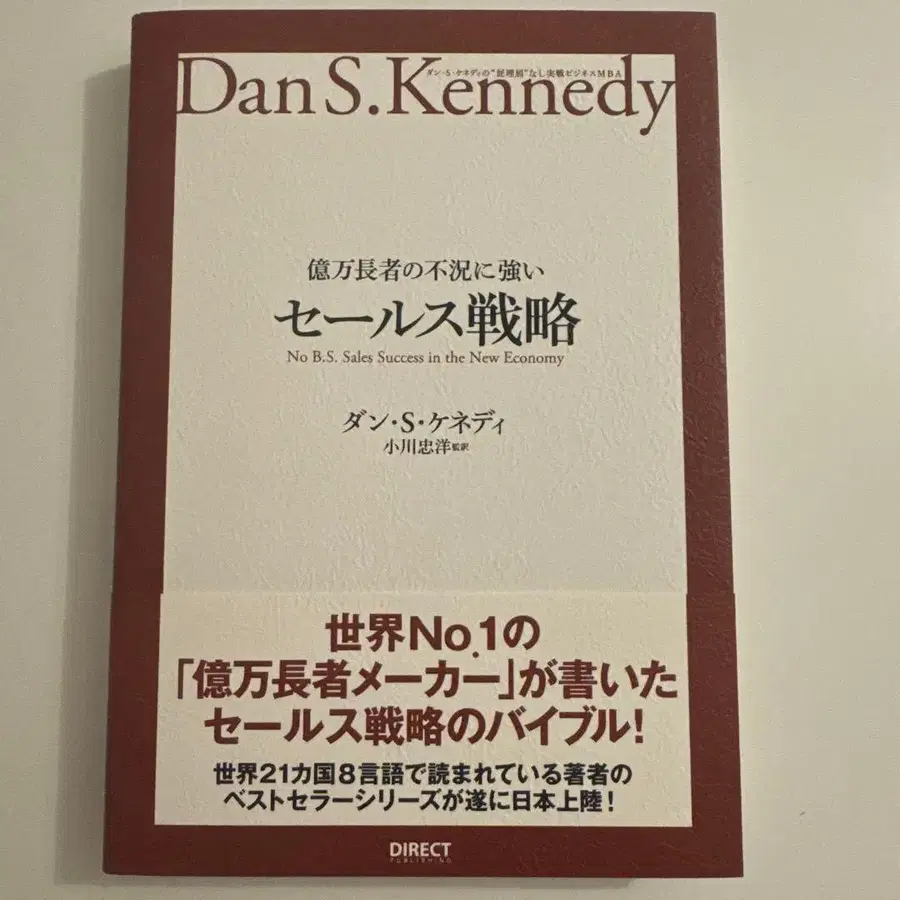 Dan S. Kennedy
ダン・S・ケネディの"屁理屈"なし実戦ビジネスMBA
億万長者の不況に強い
セールス戦略
No B.S. Sales Success in the New Economy
ダン・S・ケネディ
小川忠洋監訳
世界No.1の
「億万長者メーカー」が書いた
セールス戦略のバイブル!
世界21カ国8言語で読まれている著者の
ベストセラーシリーズが遂に日本上陸!
DIRECT
PUBLISHING